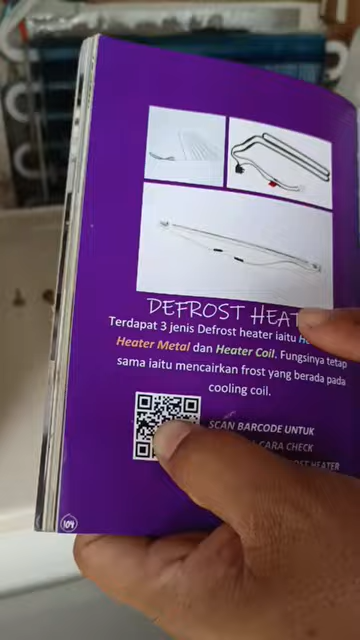 DEFROST HEAT
Terdapat 3 jenis Defrost heater iaitu
Heater Metal dan Heater Coil. Fungsinya tetap
sama iaitu mencairkan frost yang berada pada
cooling coil.
SCAN BARCODE UNTUK
CARA CHECK
HEATER
104